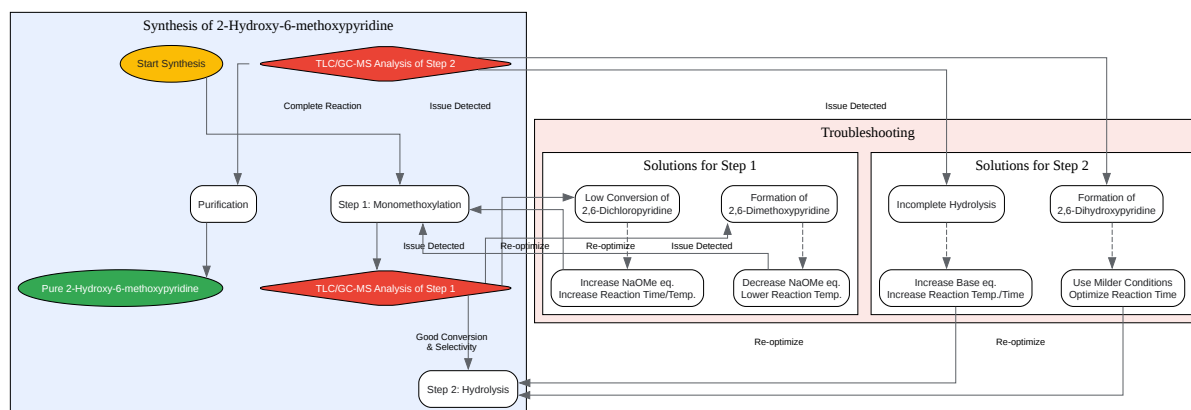 Synthesis of 2-Hydroxy-6-methoxypyridine
Start Synthesis
TLC/GC-MS Analysis of Step 2
Complete Reaction
Issue Detected
Issue Detected
Troubleshooting
Solutions for Step 1
Solutions for Step 2
Purification
Step 1: Monomethoxylation
Low Conversion of
2,6-Dichloropyridine
Formation of
2,6-Dimethoxypyridine
Incomplete Hydrolysis
Formation of
2,6-Dihydroxypyridine
Issue Detected
Re-optimize
Re-optimize
Issue Detected
Pure 2-Hydroxy-6-methoxypyridine
TLC/GC-MS Analysis of Step 1
Increase NaOMe eq.
Increase Reaction Time/Temp.
Decrease NaOMe eq.
Lower Reaction Temp.
Increase Base eq.
Increase Reaction Temp./Time
Use Milder Conditions
Optimize Reaction Time
Good Conversion
& Selectivity
Re-optimize
Re-optimize
Step 2: Hydrolysis